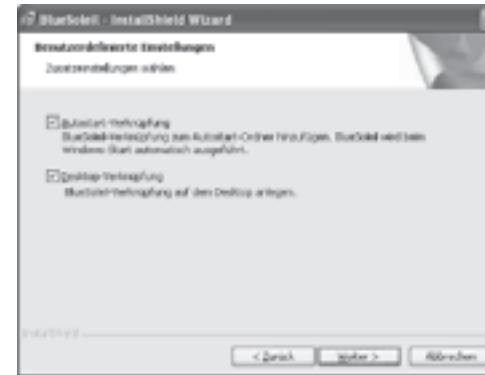 BlueSoleil - InstallShield Wizard
Benutzerdefinierte Einstellungen
Zusatzeinstellungen wählen
Autostart-Verknüpfung
BlueSoleil-Verknüpfung zum Autostart-Ordner hinzufügen. BlueSoleil wird beim
Windows-Start automatisch ausgeführt.
Desktop-Verknüpfung
BlueSoleil-Verknüpfung auf dem Desktop anlegen.
InstallShield
< Zurück
Weiter >
Abbrechen